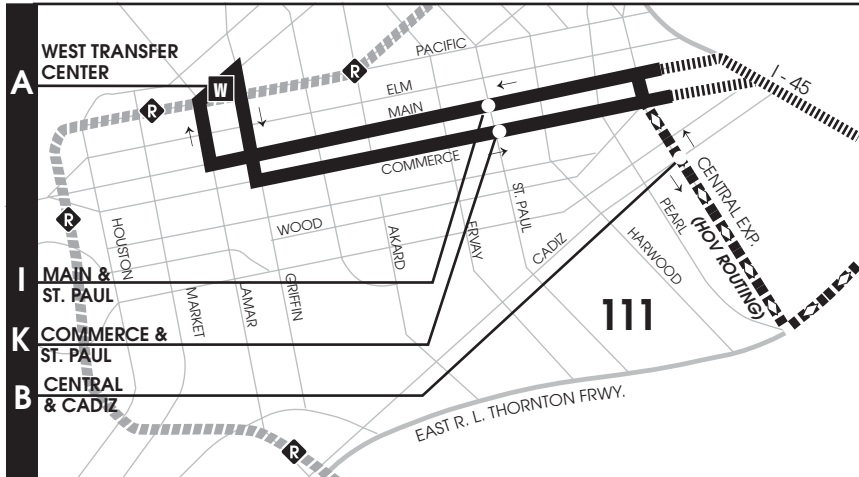 A
WEST TRANSFER
CENTER
W
R
R
R
R
PACIFIC
ELM
MAIN
COMMERCE
I - 45
CENTRAL EXP.
(HOV ROUTING)
HOUSTON
MARKET
LAMAR
GRIFFIN
WOOD
AKARD
ERVAY
ST. PAUL
CADIZ
HARWOOD
PEARL
I
MAIN &
ST. PAUL
K
COMMERCE &
ST. PAUL
B
CENTRAL
& CADIZ
111
EAST R. L. THORNTON FRWY.